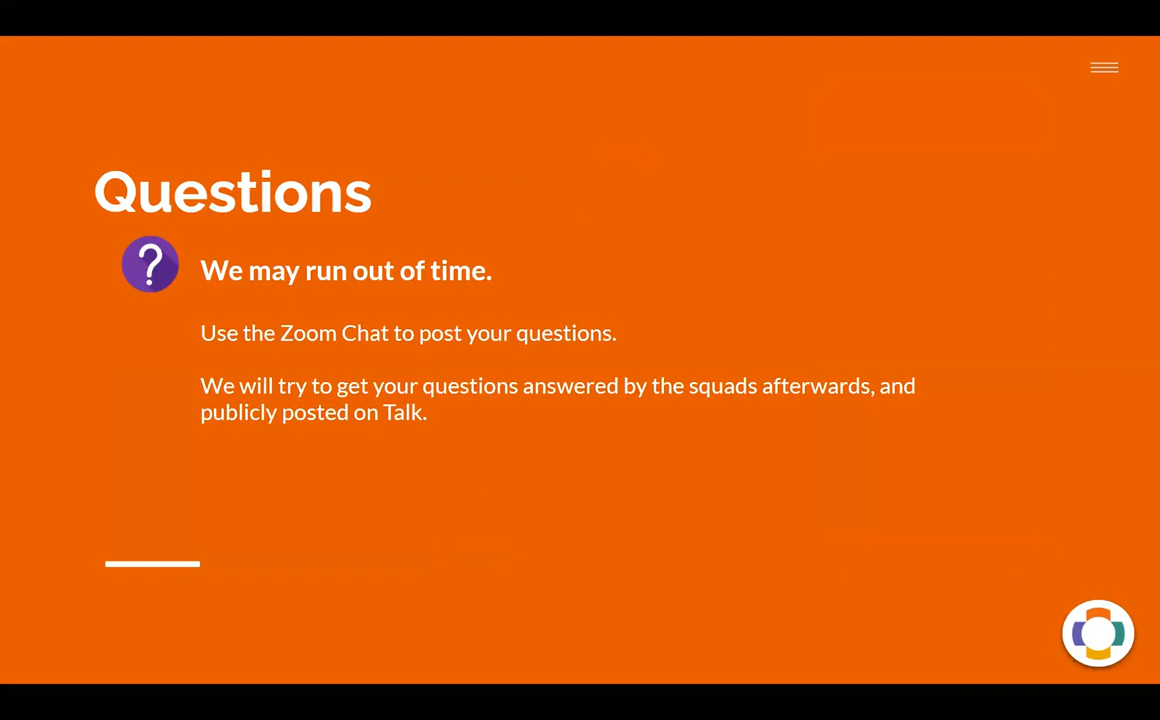 Questions
?
We may run out of time.
Use the Zoom Chat to post your questions.
We will try to get your questions answered by the squads afterwards, and
publicly posted on Talk.